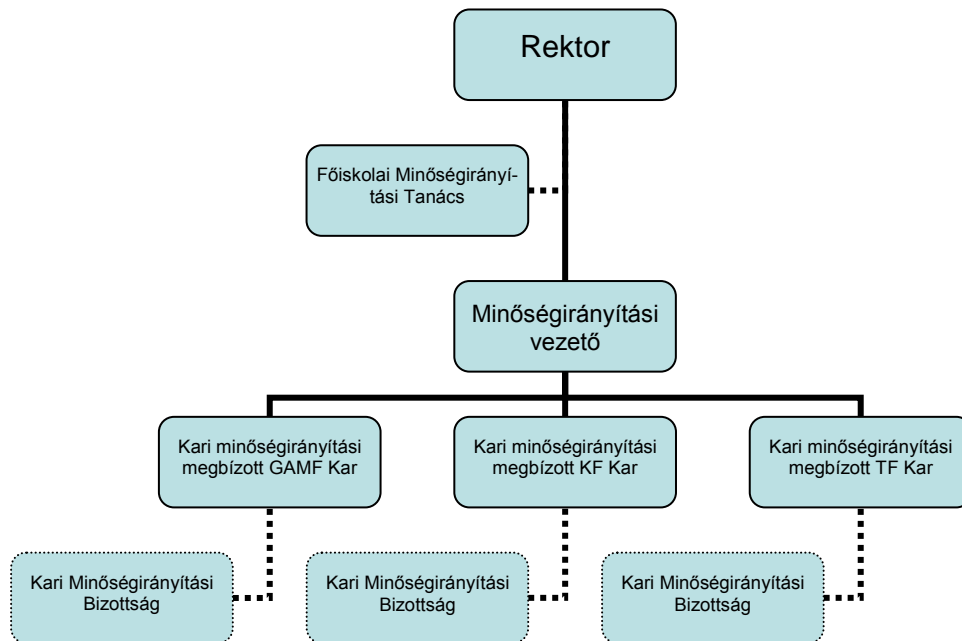 Rektor
Főiskolai Minőségirányí-
tási Tanács
Minőségirányítási
vezető
Kari minőségirányítási
megbízott GAMF Kar
Kari minőségirányítási
megbízott KF Kar
Kari minőségirányítási
megbízott TF Kar
Kari Minőségirányítási
Bizottság
Kari Minőségirányítási
Bizottság
Kari Minőségirányítási
Bizottság